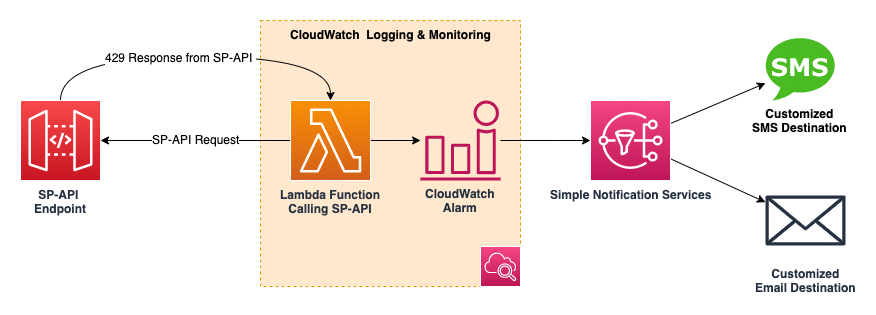 CloudWatch Logging & Monitoring
429 Response from SP-API
SMS
Customized
SMS Destination
</>
SP-API Request
SP-API
Endpoint
Lambda Function
Calling SP-API
CloudWatch
Alarm
Simple Notification Services
Customized
Email Destination